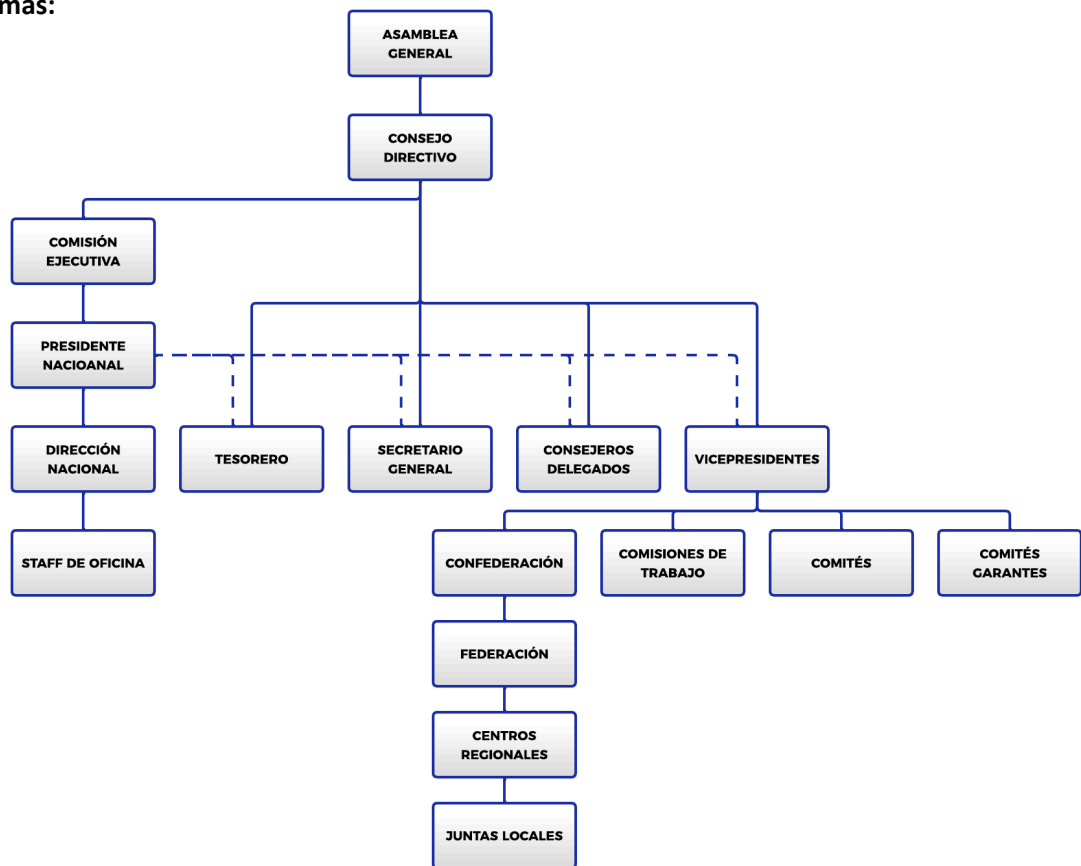 mas:
ASAMBLEA
GENERAL
CONSEJO
DIRECTIVO
COMISIÓN
EJECUTIVA
PRESIDENTE
NACIOANAL
DIRECCIÓN
NACIONAL
TESORERO
SECRETARIO
GENERAL
CONSEJEROS
DELEGADOS
VICEPRESIDENTES
STAFF DE OFICINA
CONFEDERACIÓN
COMISIONES DE
TRABAJO
COMITÉS
COMITÉS
GARANTES
FEDERACIÓN
CENTROS
REGIONALES
JUNTAS LOCALES